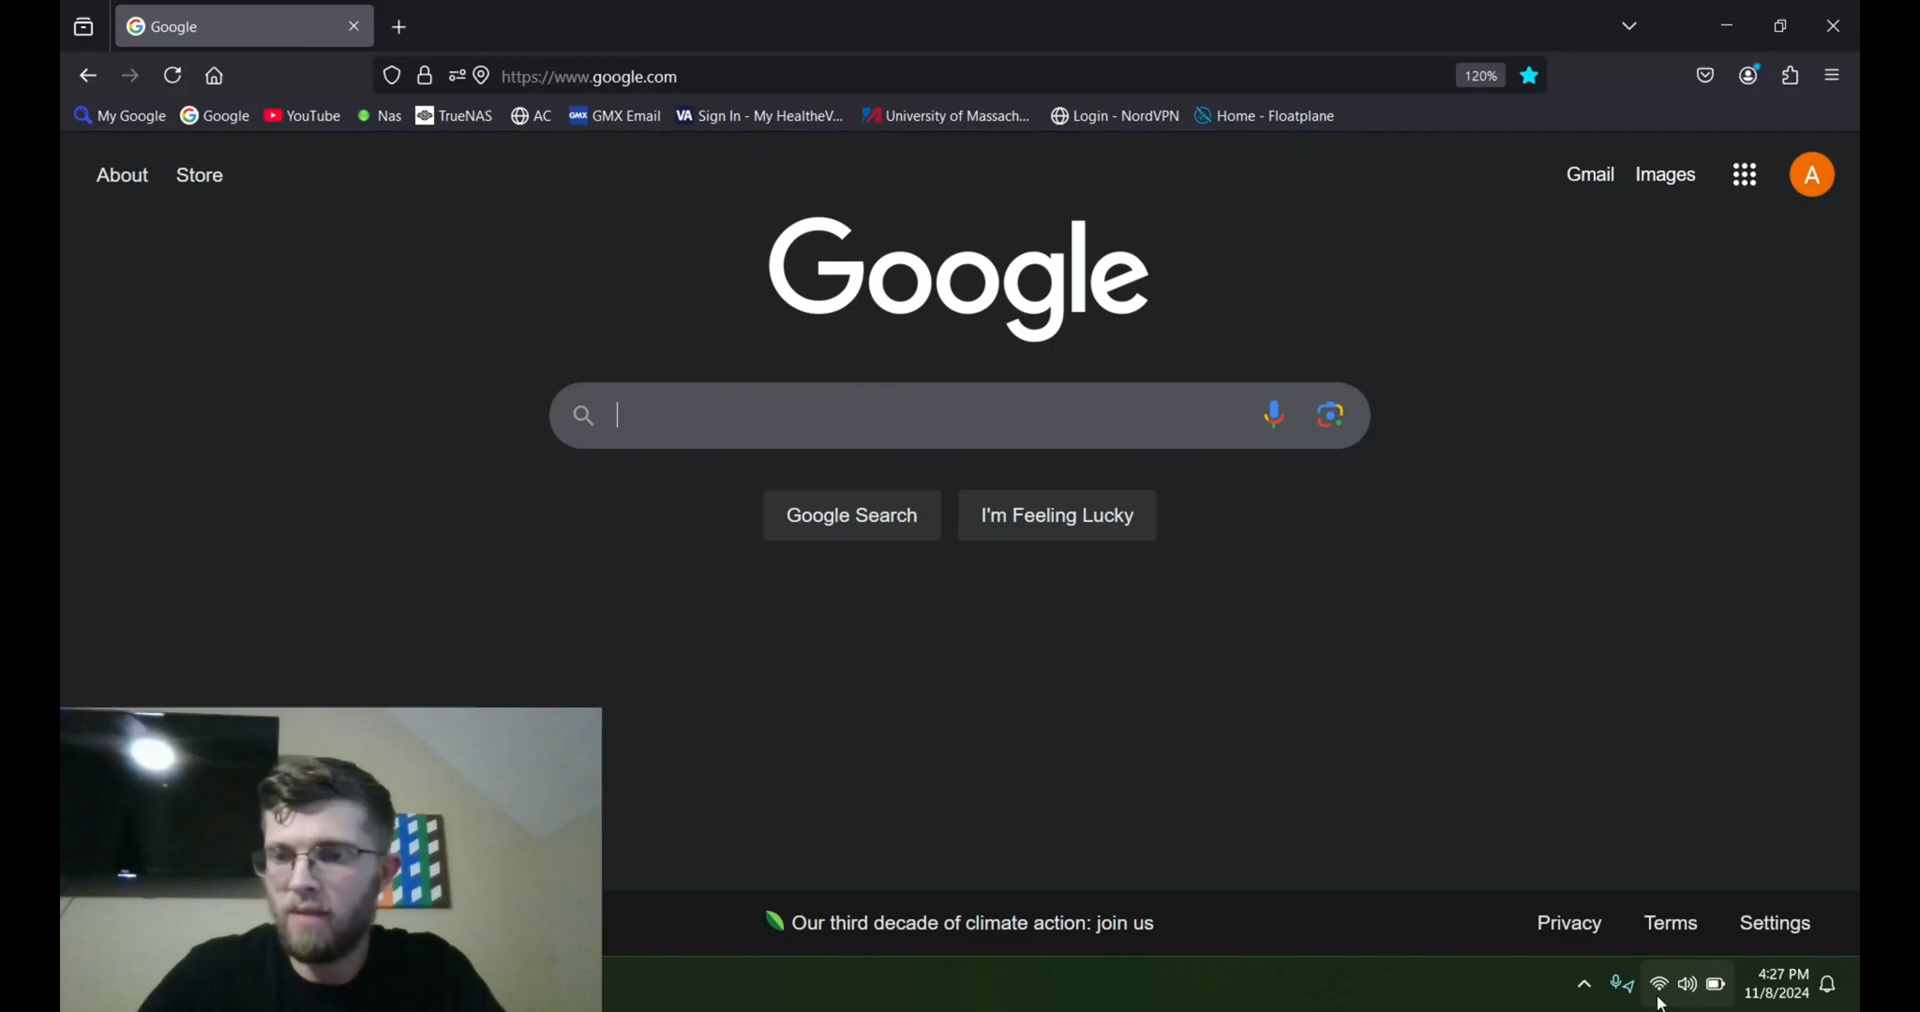 Google
https://www.google.com 120%
My Google Google YouTube Nas TrueNAS AC GMX GMX Email VA Sign In - My HealtheV... University of Massach... Login - NordVPN Home - Floatplane
About Store Gmail Images A
Google
Google Search I'm Feeling Lucky
Our third decade of climate action: join us Privacy Terms Settings
4:27 PM
11/8/2024